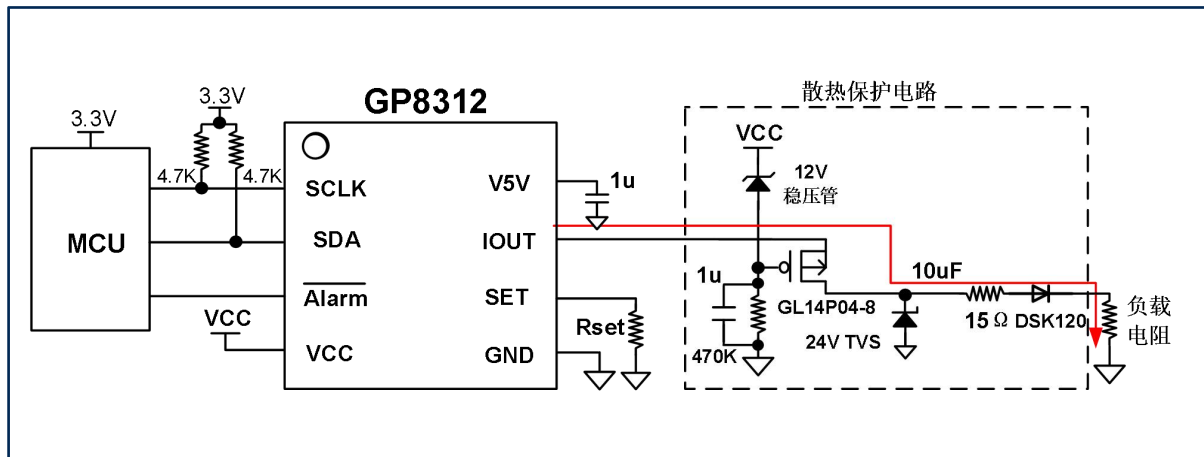 GP8312
散热保护电路
3.3V
3.3V
VCC
4.7K
4.7K
SCLK
V5V
1u
12V
稳压管
MCU
SDA
IOUT
Alarm
SET
1u
10uF
GL14P04-8
VCC
Rset
15Ω DSK120
负载
电阻
VCC
GND
470K
24V TVS